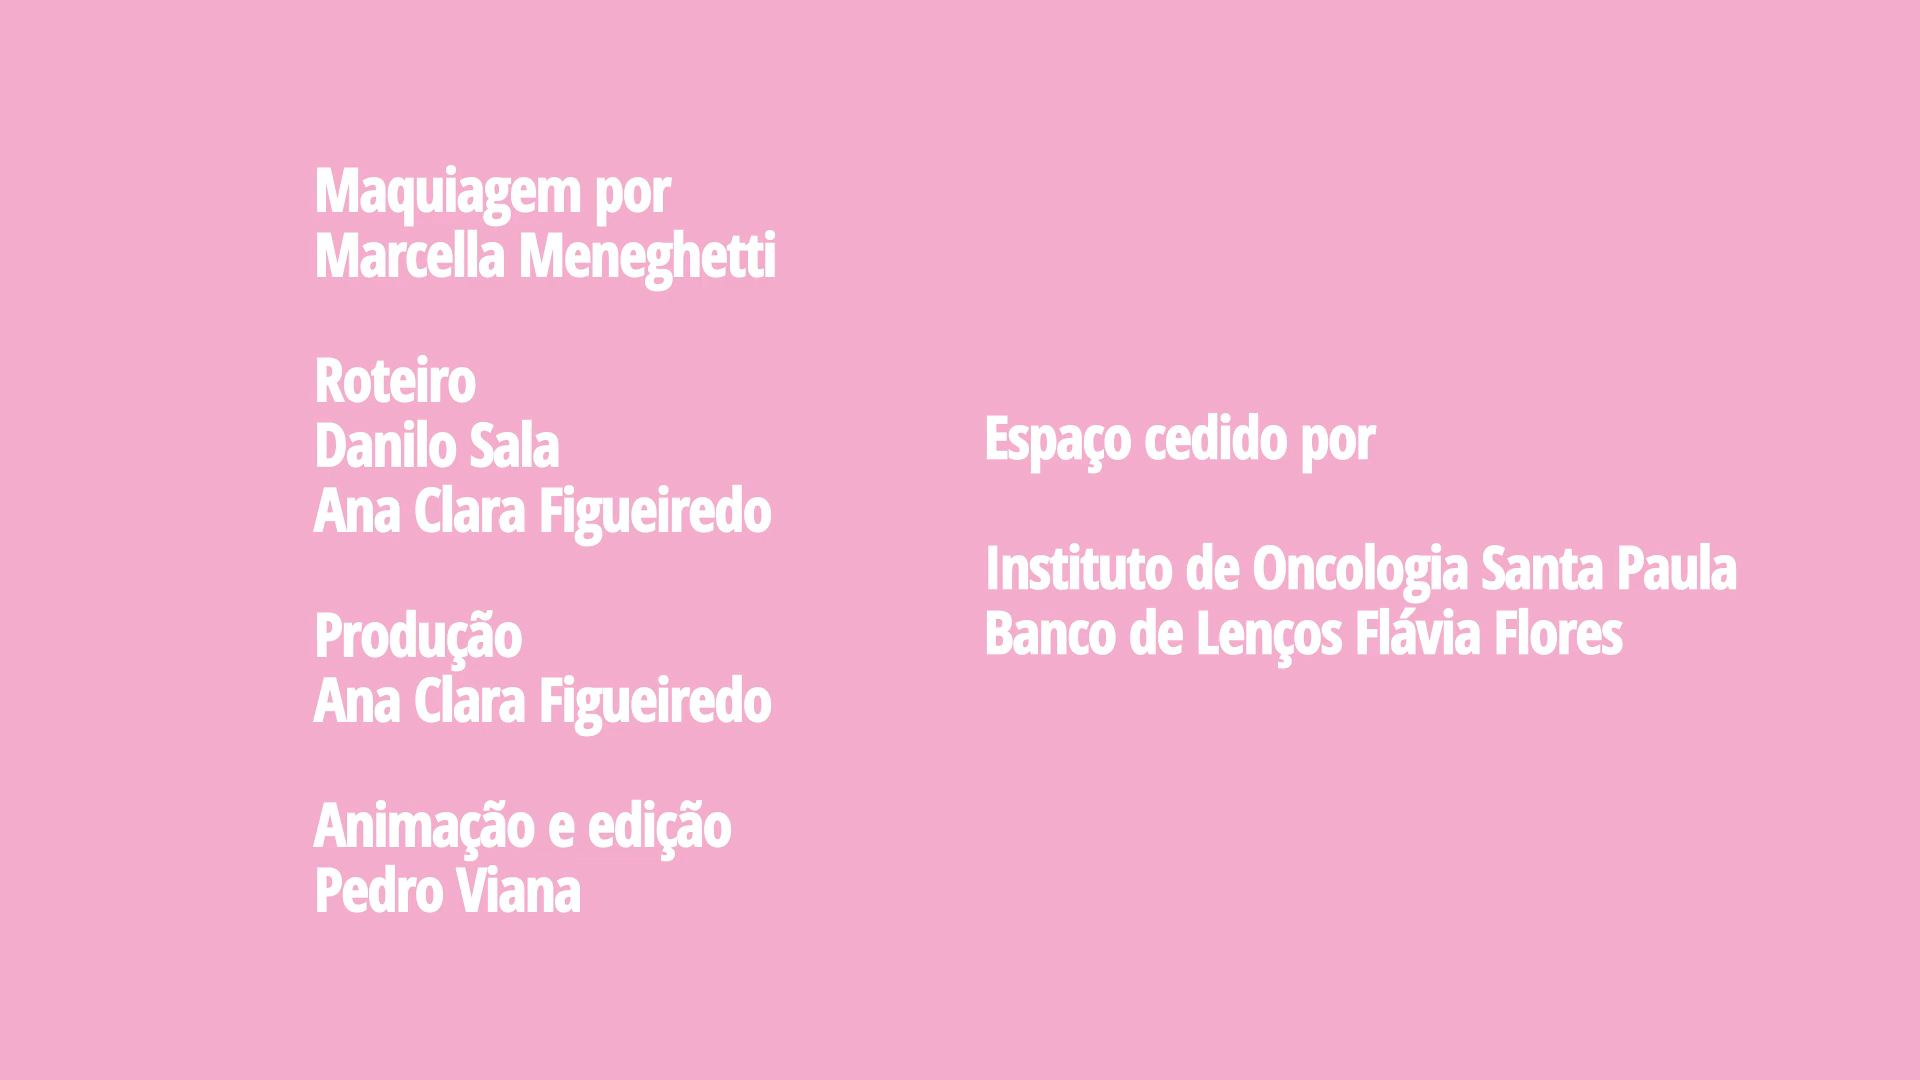 Maquiagem por
Marcella Meneghetti
Roteiro
Danilo Sala
Ana Clara Figueiredo
Produção
Ana Clara Figueiredo
Animação e edição
Pedro Viana
Espaço cedido por
Instituto de Oncologia Santa Paula
Banco de Lenços Flávia Flores